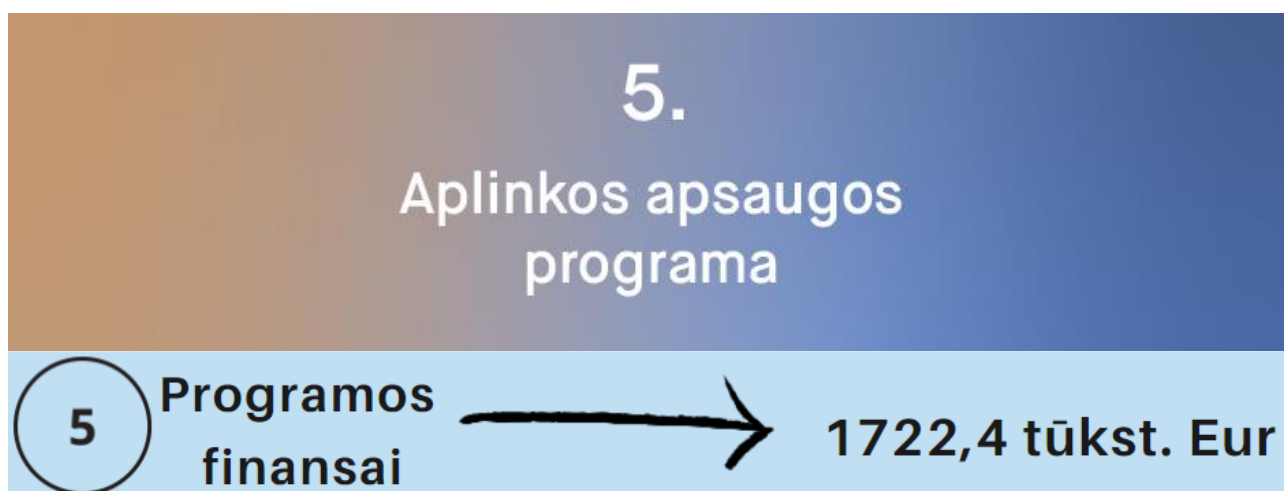 5.
Aplinkos apsaugos
programa
5
Programos
finansai
1722,4 tūkst. Eur